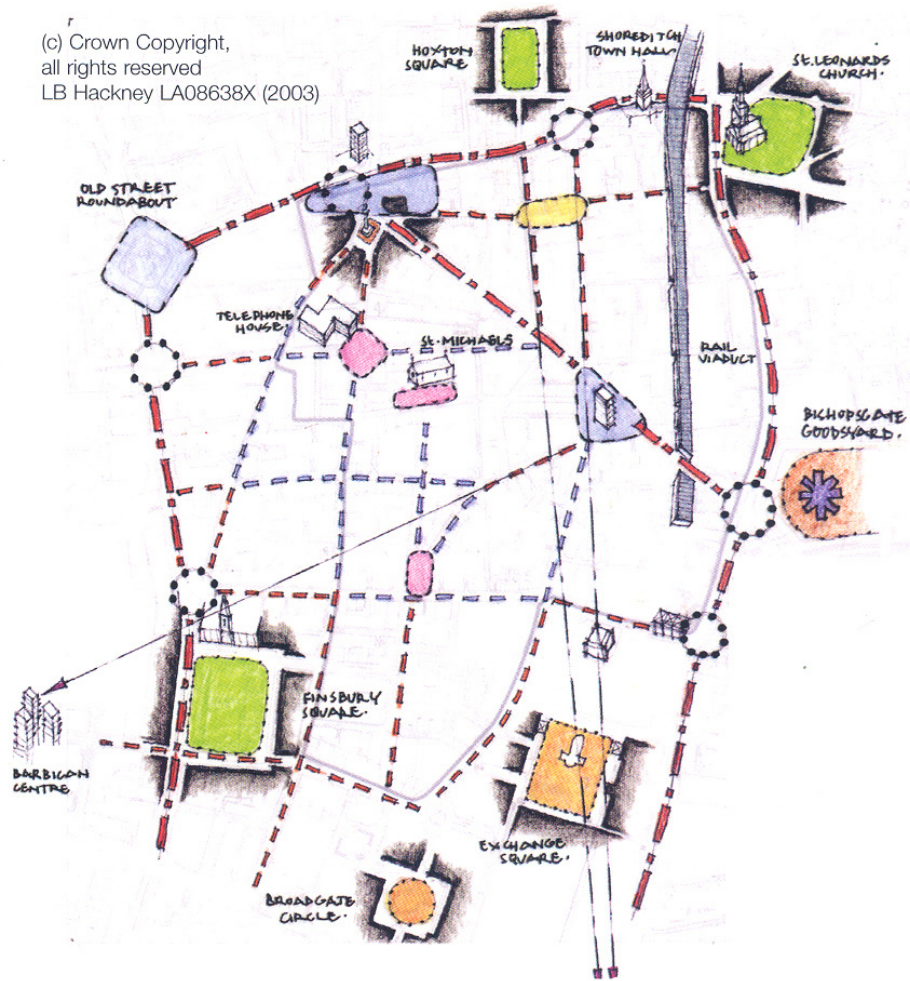 (c) Crown Copyright,
all rights reserved
LB Hackney LA08638X (2003)
HOXTON
SQUARE
SHOREDITCH
TOWN HALL.
ST. LEONARDS
CHURCH.
OLD STREET
ROUNDABOUT
TELEPHONE
HOUSE.
St. MICHAELS
RAIL
VIADUCT
BISHOPSGATE
GOODSYARD.
FINSBURY
SQUARE.
BARBICAN
CENTRE
EXCHANGE
SQUARE.
BROADGATE
CIRCLE.